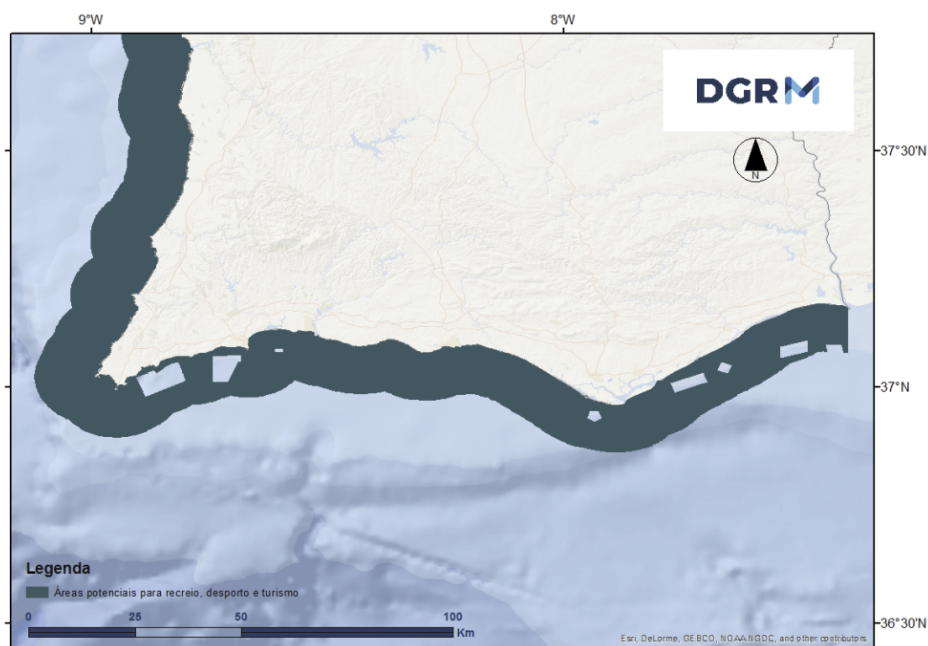 9°W 8°W
DGRM
37°30'N
N
37°N
Legenda
Áreas potenciais para recreio, desporto e turismo
0 25 50 100
Km
Esri, DeLorme, GEBCO, NOAA NGDC, and other contributors
36°30'N